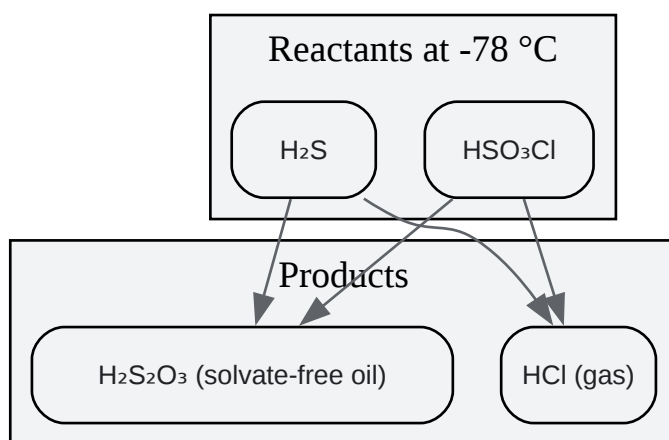 Reactants at -78 °C
H₂S
HSO₃Cl
Products
H₂S₂O₃ (solvate-free oil)
HCl (gas)